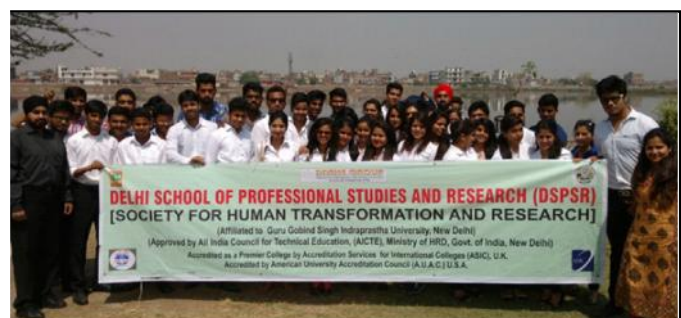 DELHI SCHOOL OF PROFESSIONAL STUDIES AND RESEARCH (DSPSR)
[SOCIETY FOR HUMAN TRANSFORMATION AND RESEARCH]
(Affiliated to Guru Gobind Singh Indraprastha University, New Delhi)
(Approved by All India Council for Technical Education, (AICTE), Ministry of HRD, Govt. of India, New Delhi)
Accredited as a Premier College by Accreditation Services for International Colleges (ASIC), U.K.
Accredited by American University Accreditation Council (A.U.A.C.) U.S.A.